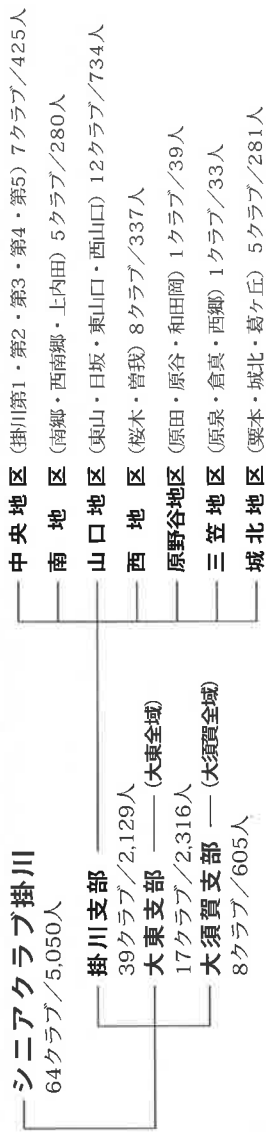 シニアクラブ掛川
64クラブ/5,050人
掛川支部
39クラブ/2,129人
大東支部 (大東全域)
17クラブ/2,316人
大須賀支部 (大須賀全域)
8クラブ/605人
中央地区 (掛川第1・第2・第3・第4・第5) 7クラブ/425人
南地区 (南郷・西南郷・上内田) 5クラブ/280人
山口地区 (東山・日坂・東山口・西山口) 12クラブ/734人
西地区 (桜木・曽我) 8クラブ/337人
原野谷地区 (原田・原谷・和田岡) 1クラブ/39人
三笠地区 (原泉・倉真・西郷) 1クラブ/33人
城北地区 (粟本・城北・葛ヶ丘) 5クラブ/281人